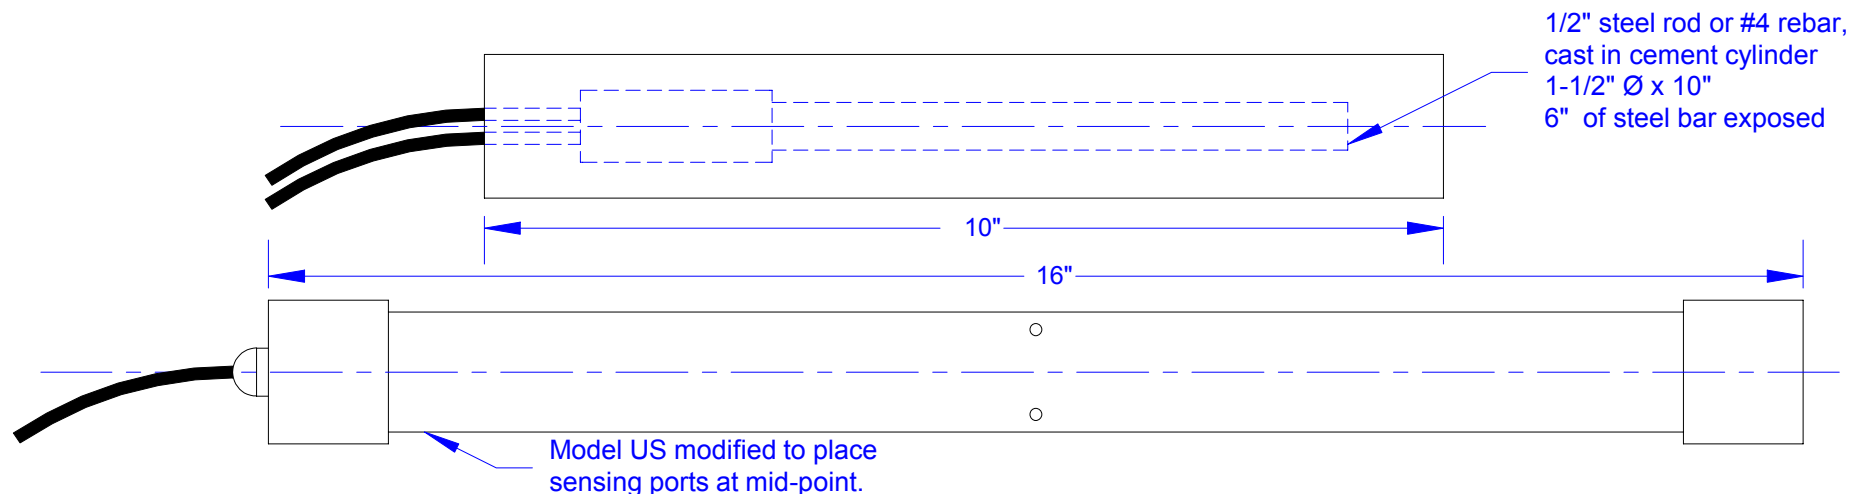 1/2" steel rod or #4 rebar,
cast in cement cylinder
1-1/2" Ø x 10"
6"  of steel bar exposed
10"
16"
Model US modified to place
sensing ports at mid-point.